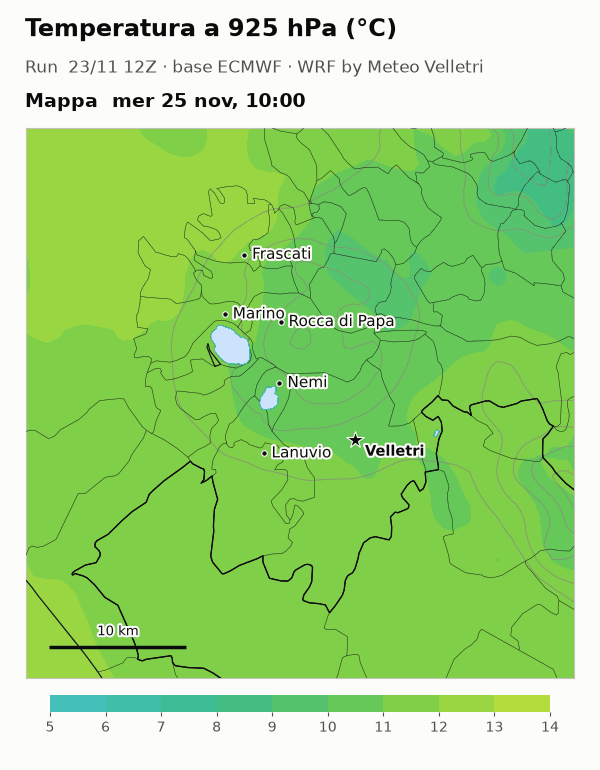 Temperatura a 925 hPa (°C)
Run  23/11 12Z · base ECMWF · WRF by Meteo Velletri
Mappa  mer 25 nov, 10:00
Frascati
Marino
Rocca di Papa
Nemi
Velletri
Lanuvio
10 km
5 6 7 8 9 10 11 12 13 14